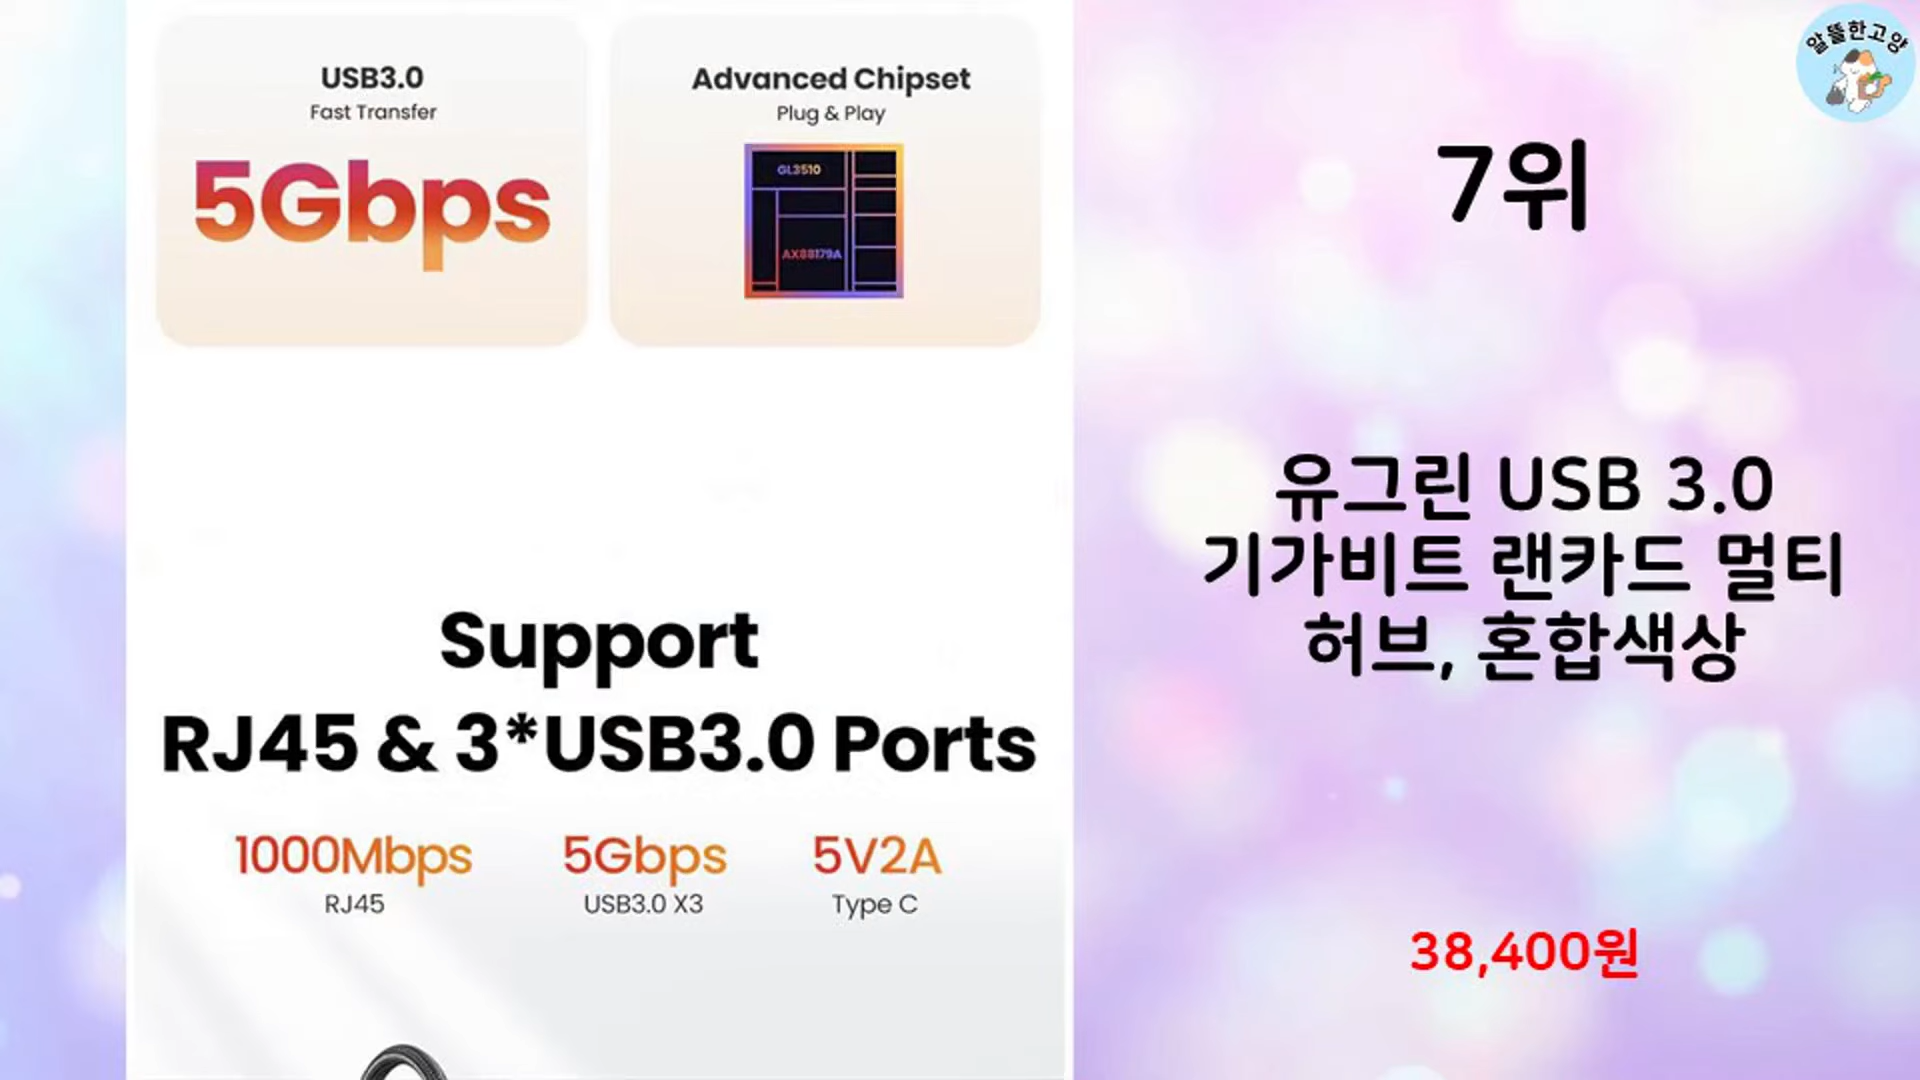 USB3.0
Fast Transfer
5Gbps
Advanced Chipset
Plug & Play
GL3510
AX88179A
Support
RJ45 & 3*USB3.0 Ports
1000Mbps
RJ45
5Gbps
USB3.0 X3
5V2A
Type C
알뜰한고양
7위
유그린 USB 3.0
기가비트 랜카드 멀티
허브, 혼합색상
38,400원